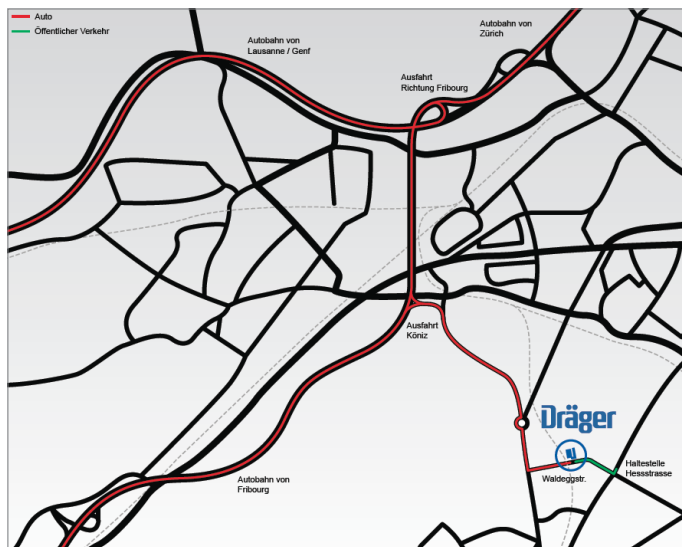 Auto
Öffentlicher Verkehr
Autobahn von
Lausanne / Genf
Autobahn von
Zürich
Ausfahrt
Richtung Fribourg
Ausfahrt
Köniz
Dräger
Haltestelle
Hessstrasse
Waldeggstr.
Autobahn von
Fribourg